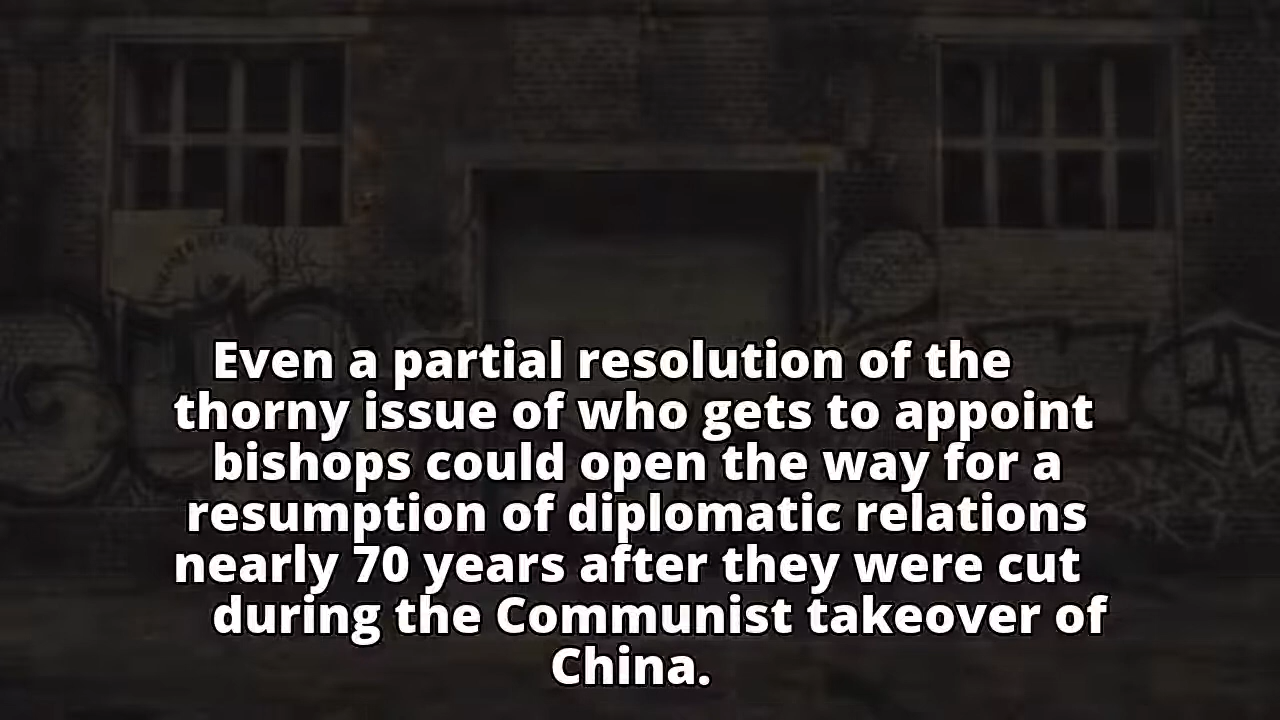 Even a partial resolution of the
thorny issue of who gets to appoint
bishops could open the way for a
resumption of diplomatic relations
nearly 70 years after they were cut
during the Communist takeover of
China.